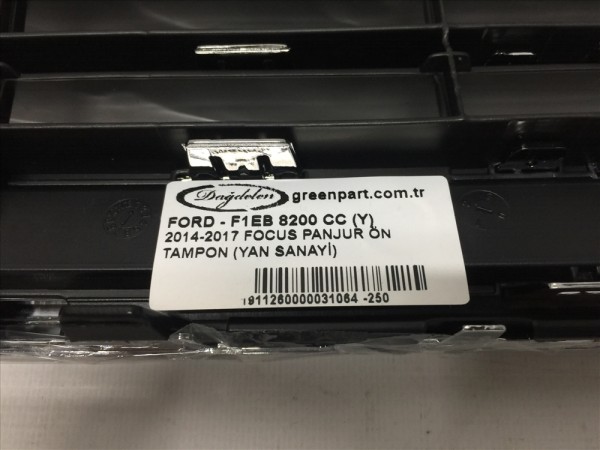 Dağdelen greenpart.com.tr
FORD - F1EB 8200 CC (Y)
2014-2017 FOCUS PANJUR ÖN
TAMPON (YAN SANAYİ)
1911260000031064 -250